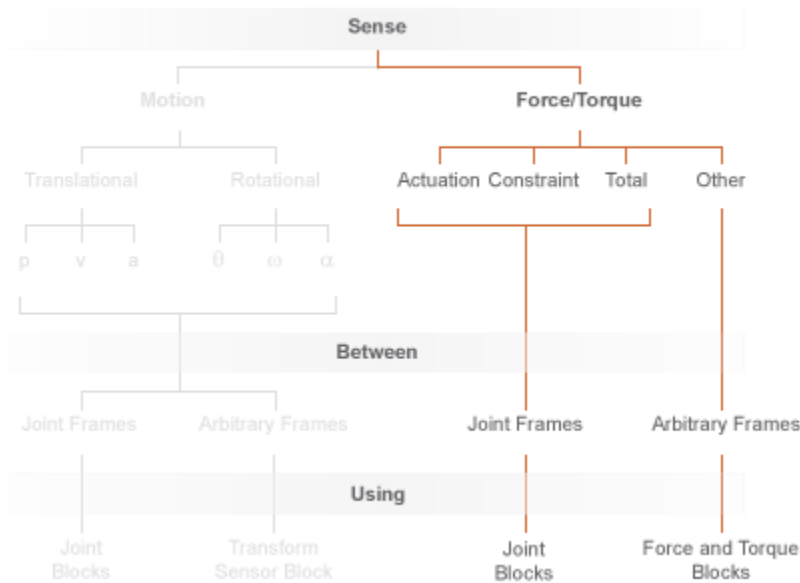 Sense
Motion Force/Torque
Translational Rotational Actuation Constraint Total Other
p v a θ ω α
Between
Joint Frames Arbitrary Frames Joint Frames Arbitrary Frames
Using
Joint Transform Joint Force and Torque
Blocks Sensor Block Blocks Blocks